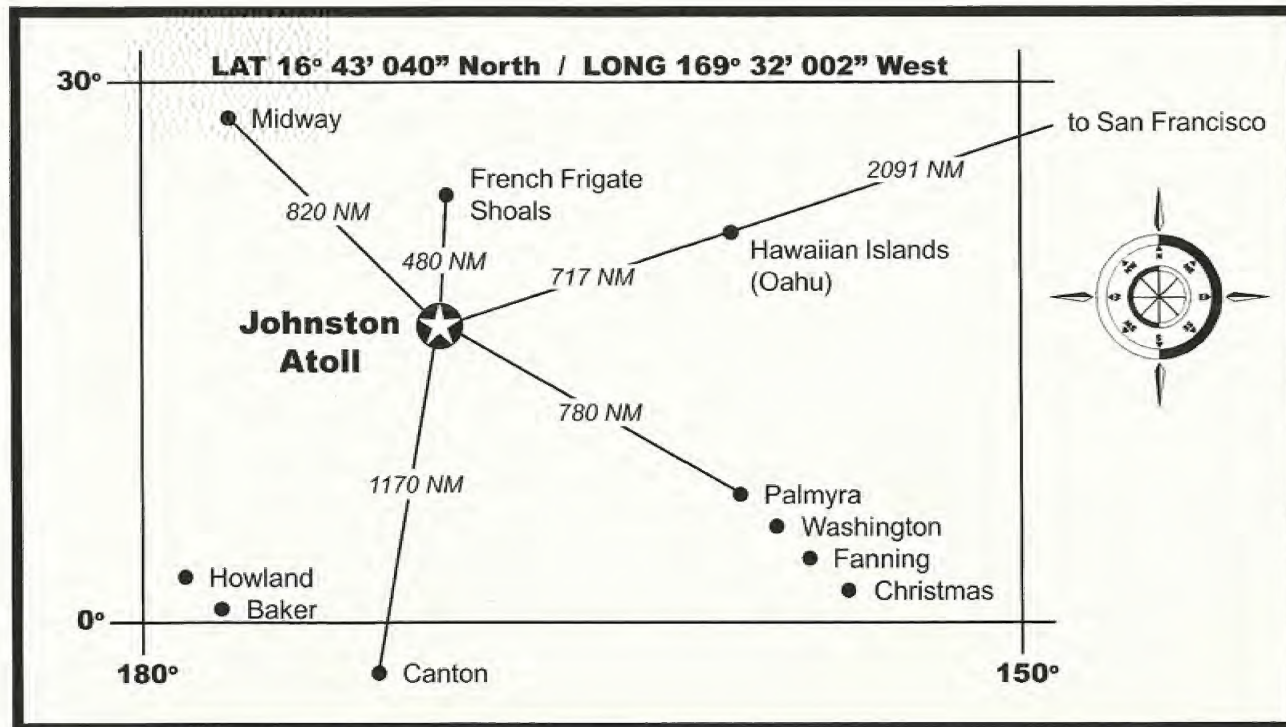 LAT 16° 43' 040" North / LONG 169° 32' 002" West
30°
Midway
to San Francisco
2091 NM
French Frigate
Shoals
820 NM
Hawaiian Islands
(Oahu)
480 NM
717 NM
Johnston
Atoll
780 NM
1170 NM
Palmyra
Washington
Fanning
Christmas
Howland
Baker
0°
Canton
180°
150°
N
S